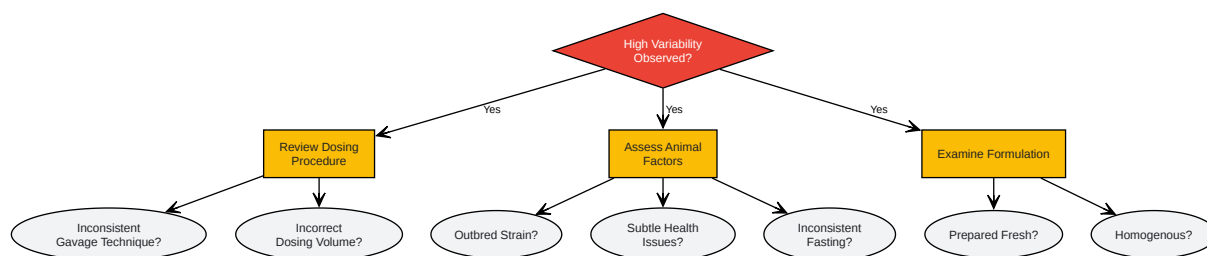 High Variability
Observed?
Yes
Yes
Yes
Review Dosing
Procedure
Assess Animal
Factors
Examine Formulation
Inconsistent
Gavage Technique?
Incorrect
Dosing Volume?
Outbred Strain?
Subtle Health
Issues?
Inconsistent
Fasting?
Prepared Fresh?
Homogenous?